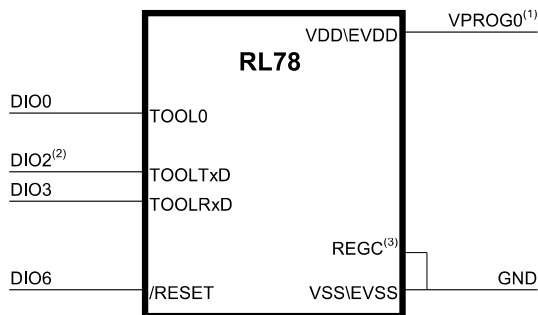 VPROG0(1)
VDD\EVDD
RL78
DIO0
TOOL0
DIO2(2)
TOOLTxD
DIO3
TOOLRxD
REGC(3)
DIO6
/RESET
VSS\EVSS
GND